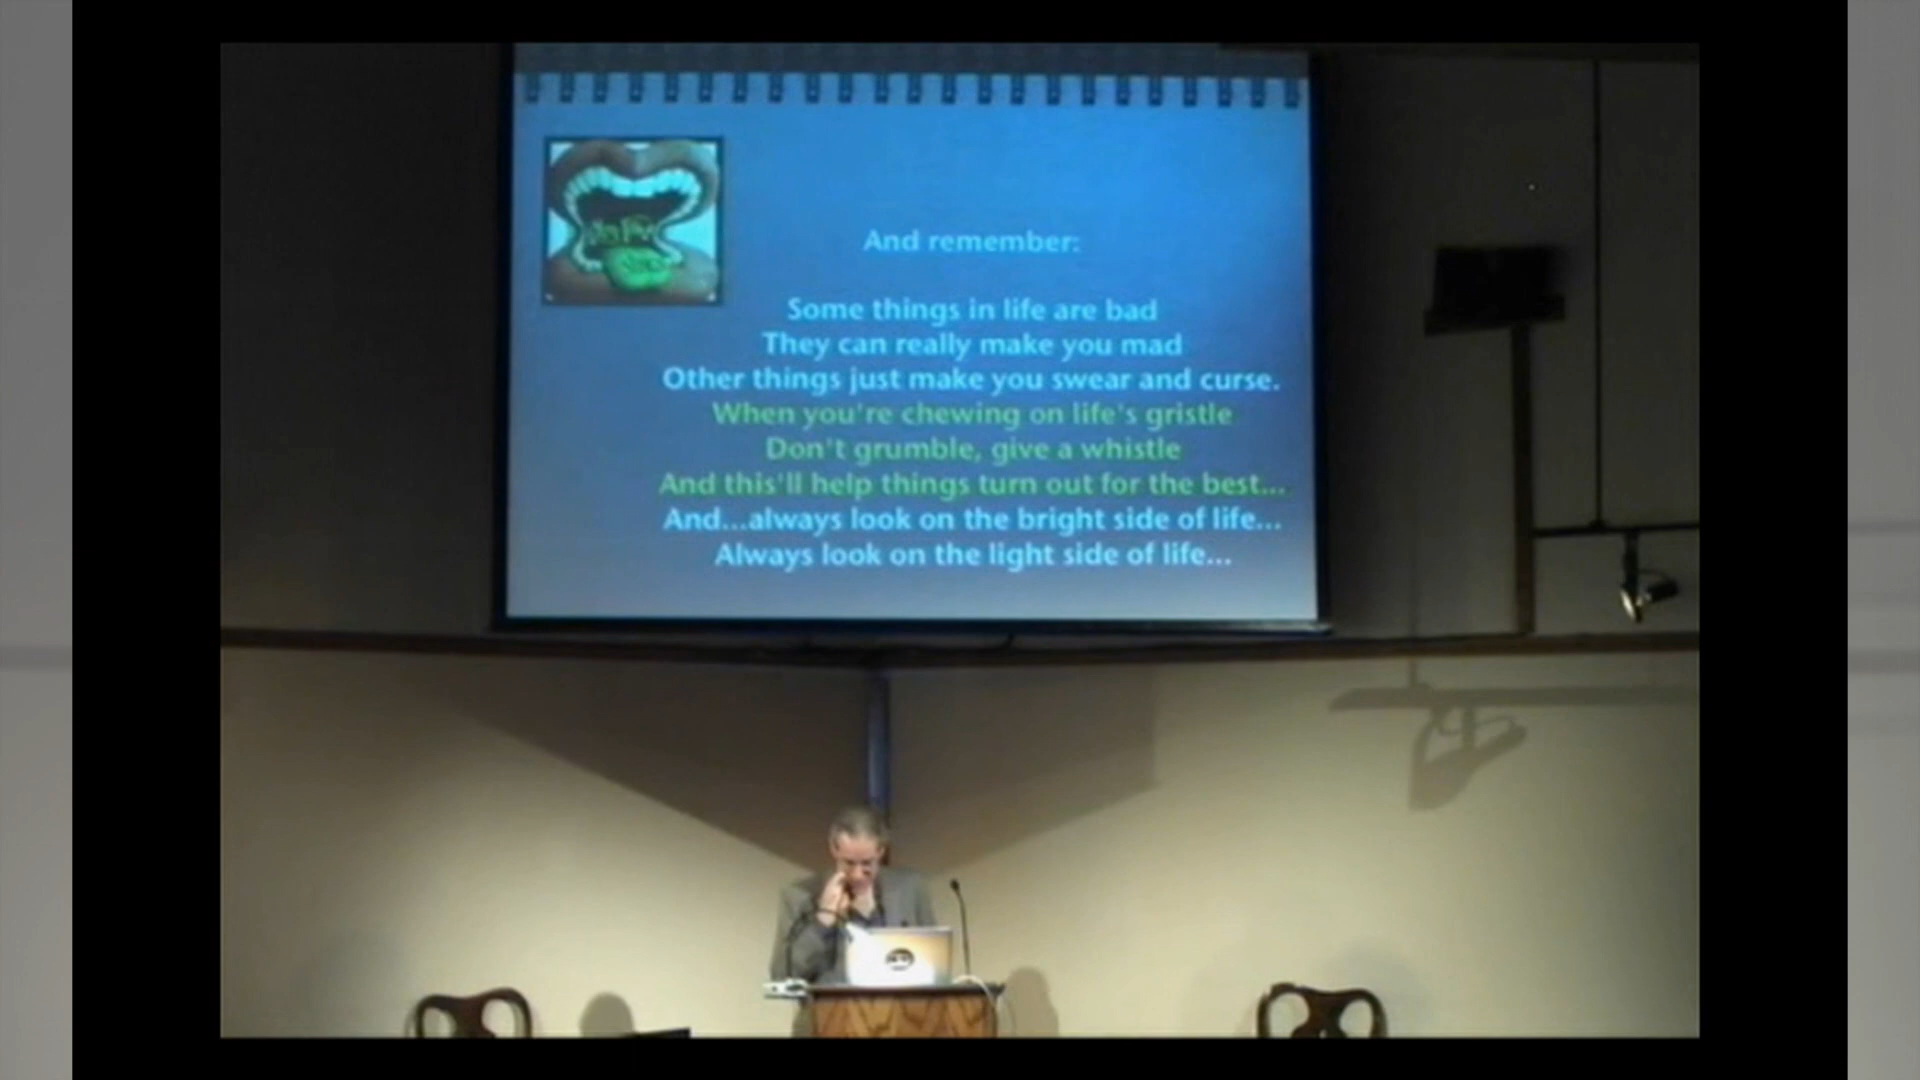 And remember:
Some things in life are bad
They can really make you mad
Other things just make you swear and curse.
When you're chewing on life's gristle
Don't grumble, give a whistle
And this'll help things turn out for the best...
And...always look on the bright side of life...
Always look on the light side of life...